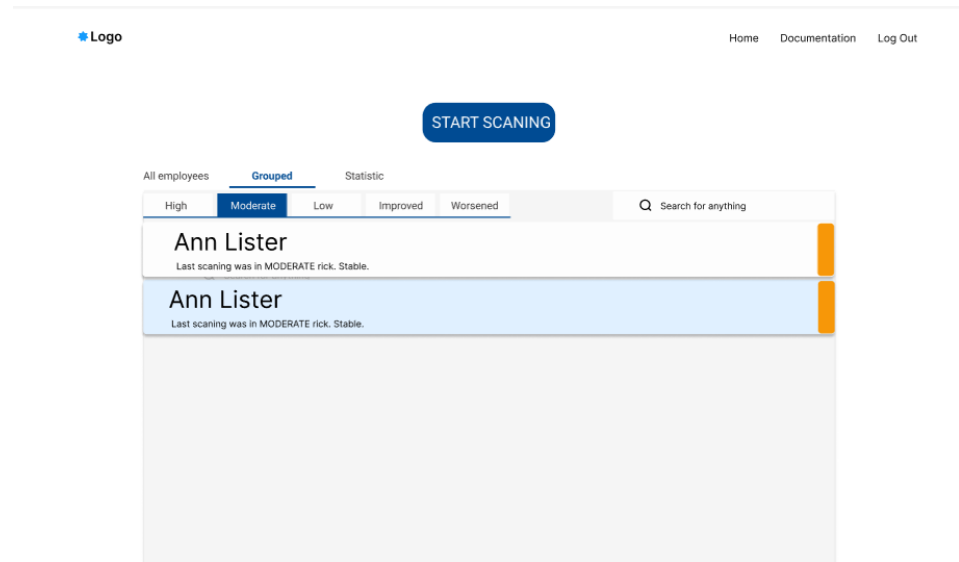 Logo
Home Documentation Log Out
START SCANING
All employees Grouped Statistic
High Moderate Low Improved Worsened Search for anything
Ann Lister
Last scaning was in MODERATE rick. Stable.
Ann Lister
Last scaning was in MODERATE rick. Stable.